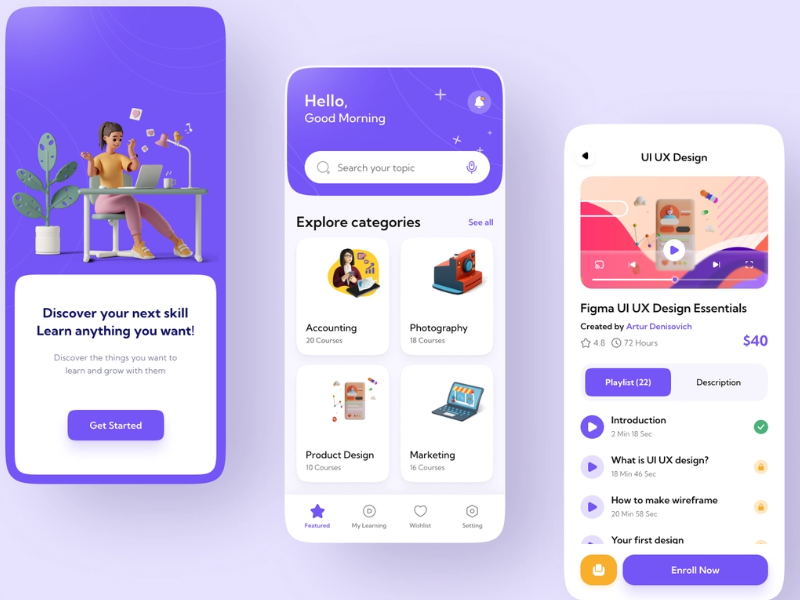 Discover your next skill
Learn anything you want!
Discover the things you want to
learn and grow with them
Get Started
Hello,
Good Morning
Search your topic
Explore categories
See all
Accounting
20 Courses
Photography
18 Courses
Product Design
10 Courses
Marketing
16 Courses
Featured
My Learning
Wishlist
Setting
UI UX Design
Figma UI UX Design Essentials
Created by Artur Denisovich
4.8
72 Hours
$40
Playlist (22)
Description
Introduction
2 Min 18 Sec
What is UI UX design?
18 Min 46 Sec
How to make wireframe
20 Min 58 Sec
Your first design
Enroll Now